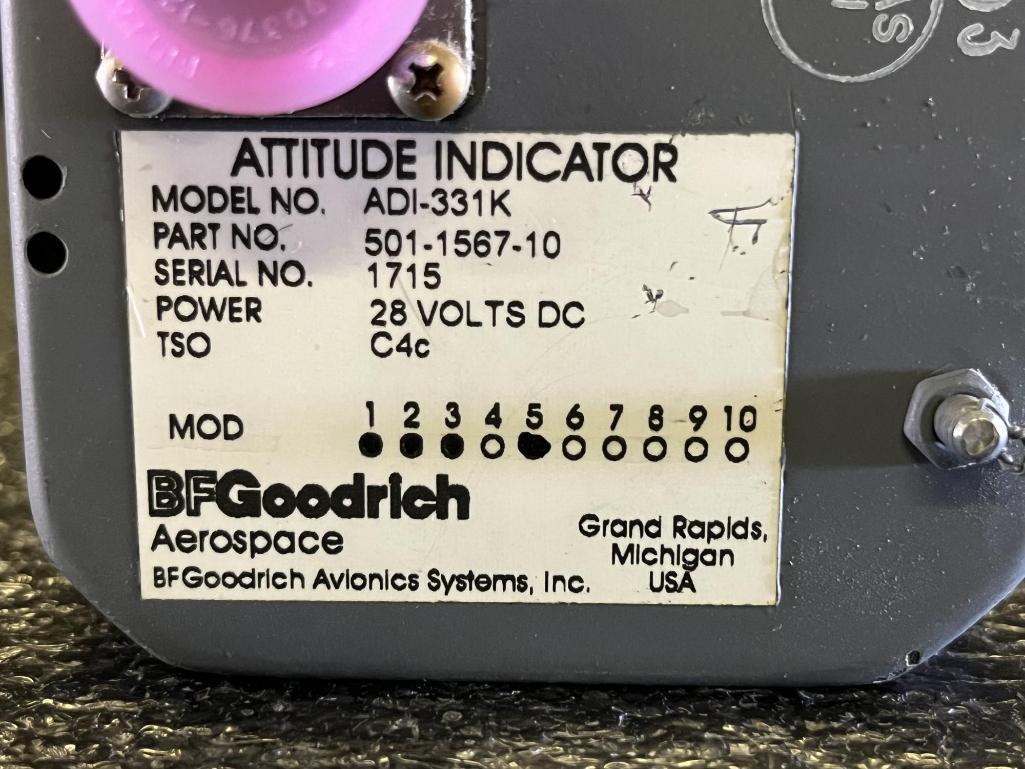 90376-Y
ATTITUDE INDICATOR
MODEL NO. ADI-331K
PART NO. 501-1567-10
SERIAL NO. 1715
POWER 28 VOLTS DC
TSO C4c
MOD 1 2 3 4 5 6 7 8 9 10
BFGoodrich
Aerospace
BFGoodrich Avionics Systems, Inc.
Grand Rapids,
Michigan
USA